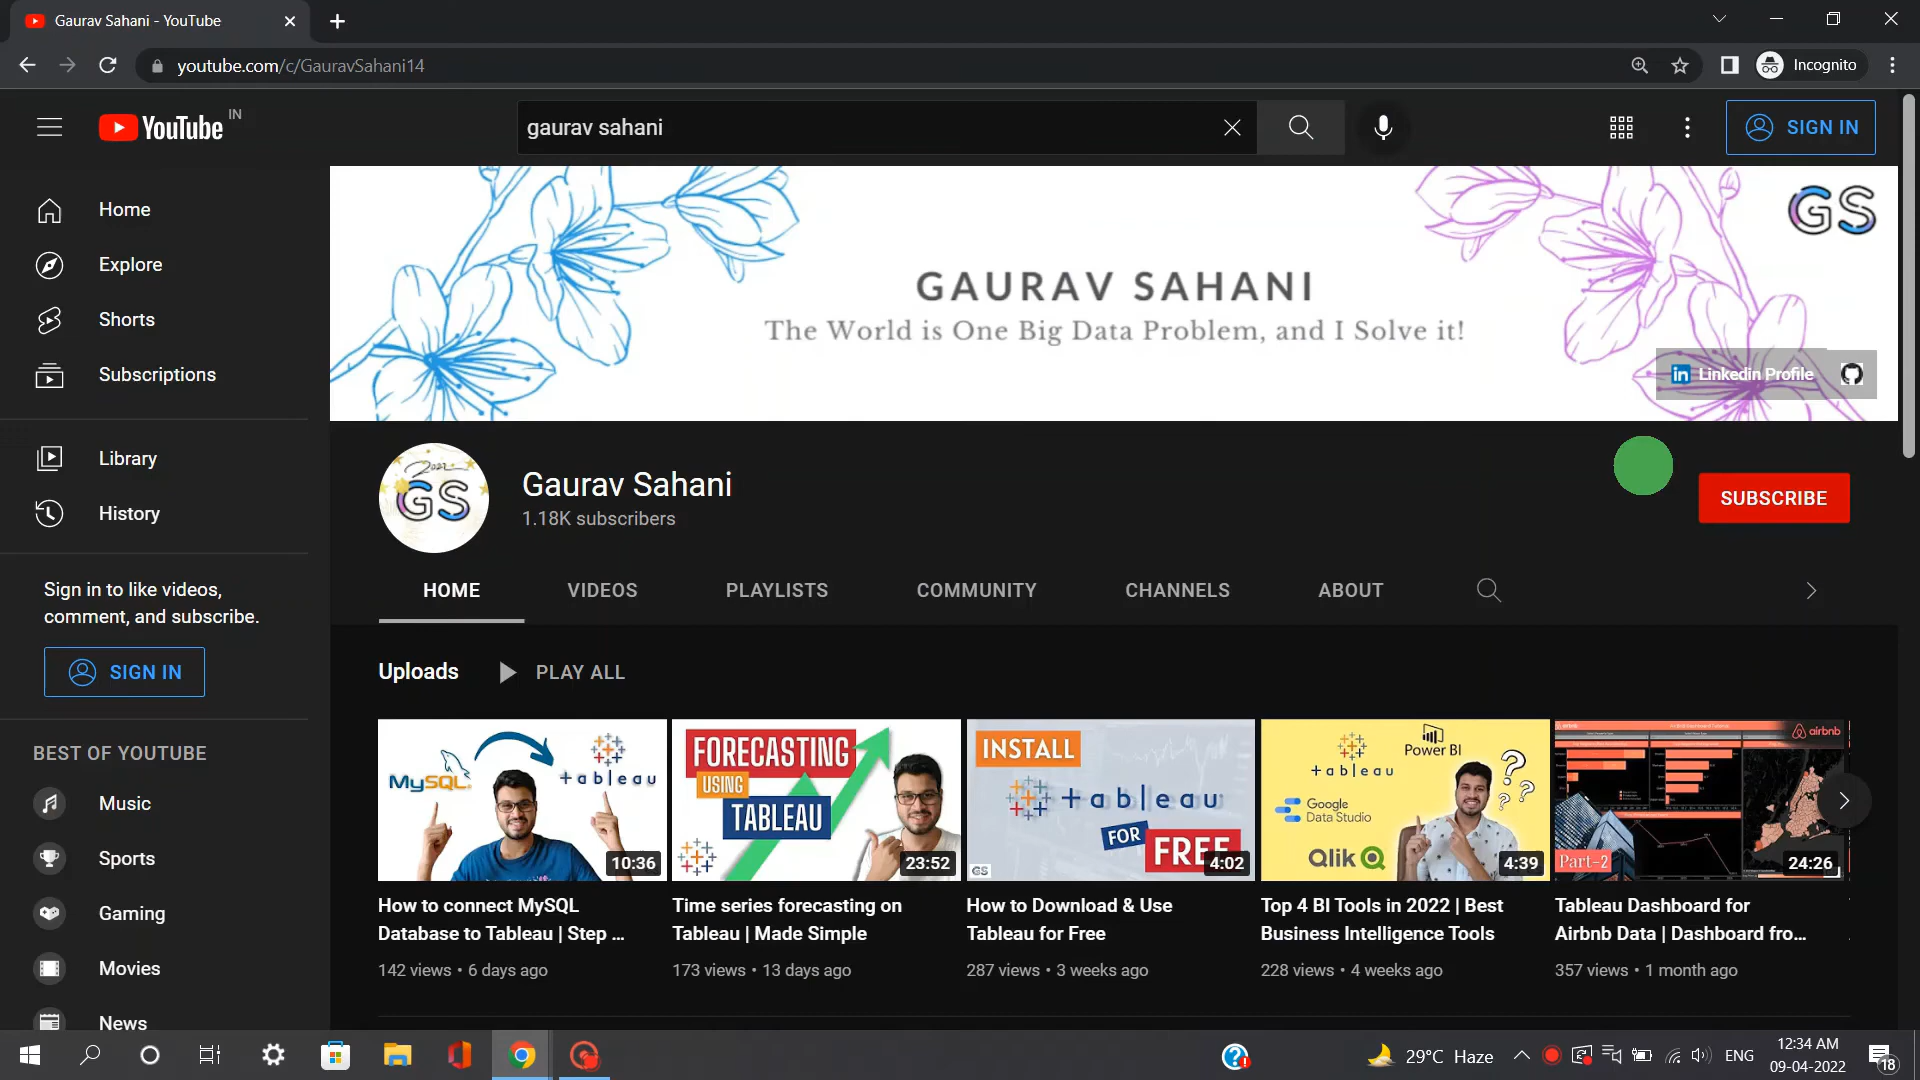 Gaurav Sahani - YouTube
youtube.com/c/GauravSahani14
Incognito
YouTube IN
gaurav sahani
SIGN IN
Home
Explore
Shorts
Subscriptions
Library
History
Sign in to like videos,
comment, and subscribe.
SIGN IN
BEST OF YOUTUBE
Music
Sports
Gaming
Movies
News
GS
GAURAV SAHANI
The World is One Big Data Problem, and I Solve it!
Linkedin Profile
2022
GS
Gaurav Sahani
1.18K subscribers
SUBSCRIBE
HOME VIDEOS PLAYLISTS COMMUNITY CHANNELS ABOUT
Uploads PLAY ALL
MySQL
+ableau
10:36
How to connect MySQL
Database to Tableau | Step ...
142 views • 6 days ago
FORECASTING
USING
TABLEAU
23:52
Time series forecasting on
Tableau | Made Simple
173 views • 13 days ago
INSTALL
+ableau
FOR
FREE
GS
4:02
How to Download & Use
Tableau for Free
287 views • 3 weeks ago
+ableau
Power BI
Google
Data Studio
Qlik
???
4:39
Top 4 BI Tools in 2022 | Best
Business Intelligence Tools
228 views • 4 weeks ago
airbnb
Part-2
24:26
Tableau Dashboard for
Airbnb Data | Dashboard fro...
357 views • 1 month ago
29°C Haze
ENG
12:34 AM
09-04-2022
18